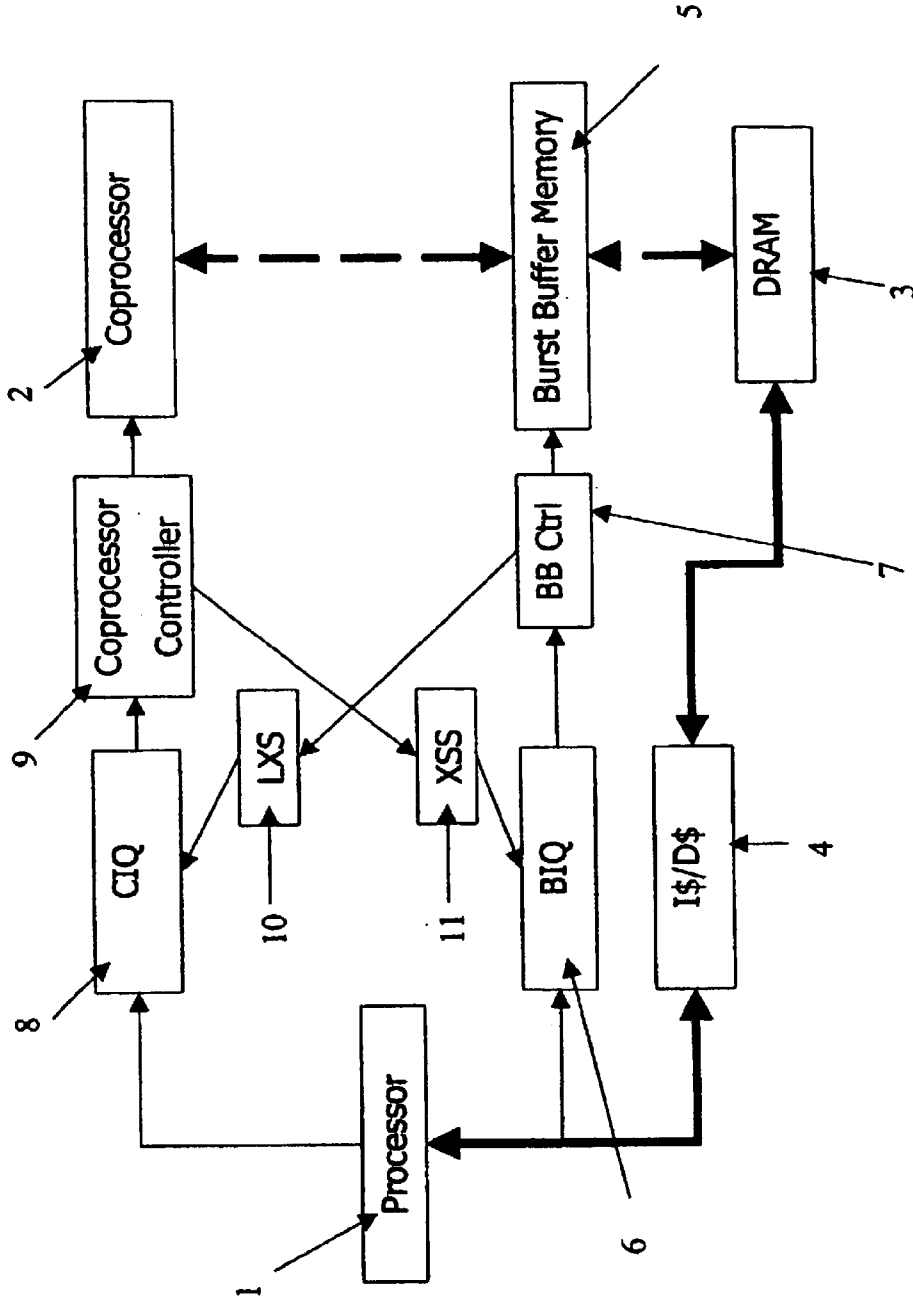 1
Processor
8
CIQ
9
Coprocessor
Controller
2
Coprocessor
10
LXS
11
XSS
6
BIQ
BB Ctrl
7
Burst Buffer Memory
5
I$/D$
4
DRAM
3